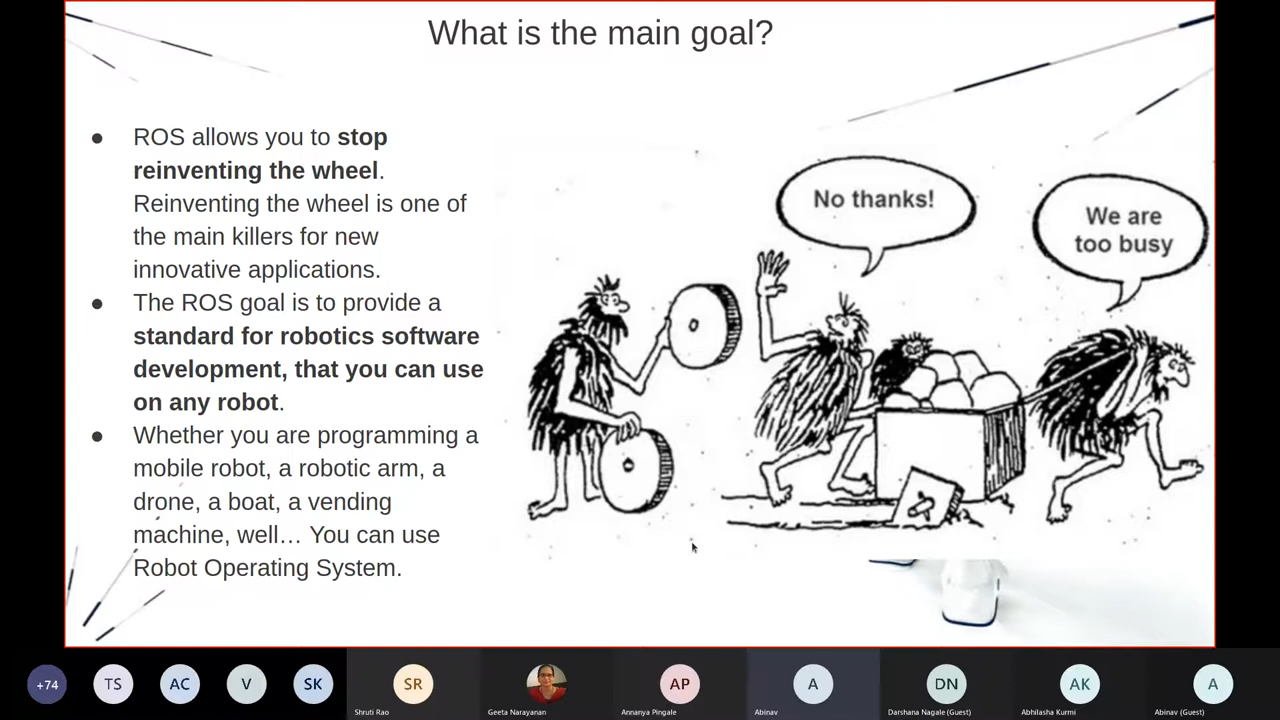 What is the main goal?
● ROS allows you to stop
reinventing the wheel.
Reinventing the wheel is one of
the main killers for new
innovative applications.
● The ROS goal is to provide a
standard for robotics software
development, that you can use
on any robot.
● Whether you are programming a
mobile robot, a robotic arm, a
drone, a boat, a vending
machine, well… You can use
Robot Operating System.
No thanks!
We are
too busy
+74
TS
AC
V
SK
SR
AP
A
DN
AK
A
Shruti Rao
Geeta Narayanan
Annanya Pingale
Abinav
Darshana Nagale (Guest)
Abhilasha Kurmi
Abinav (Guest)